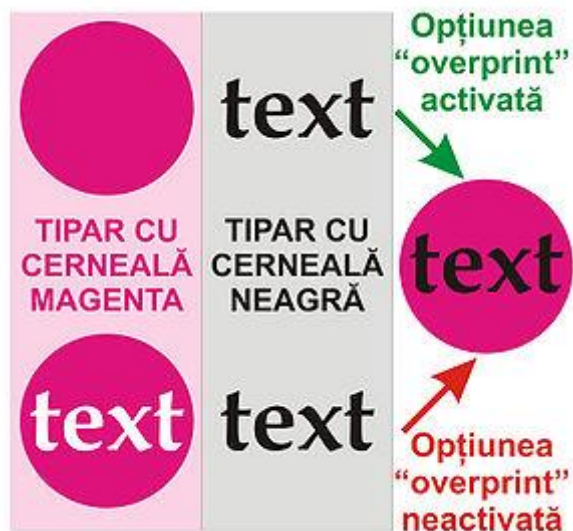 text
Opțiunea
“overprint”
activată
TIPAR CU
CERNEALĂ
MAGENTA
TIPAR CU
CERNEALĂ
NEAGRĂ
text
text
text
Opțiunea
“overprint”
neactivată